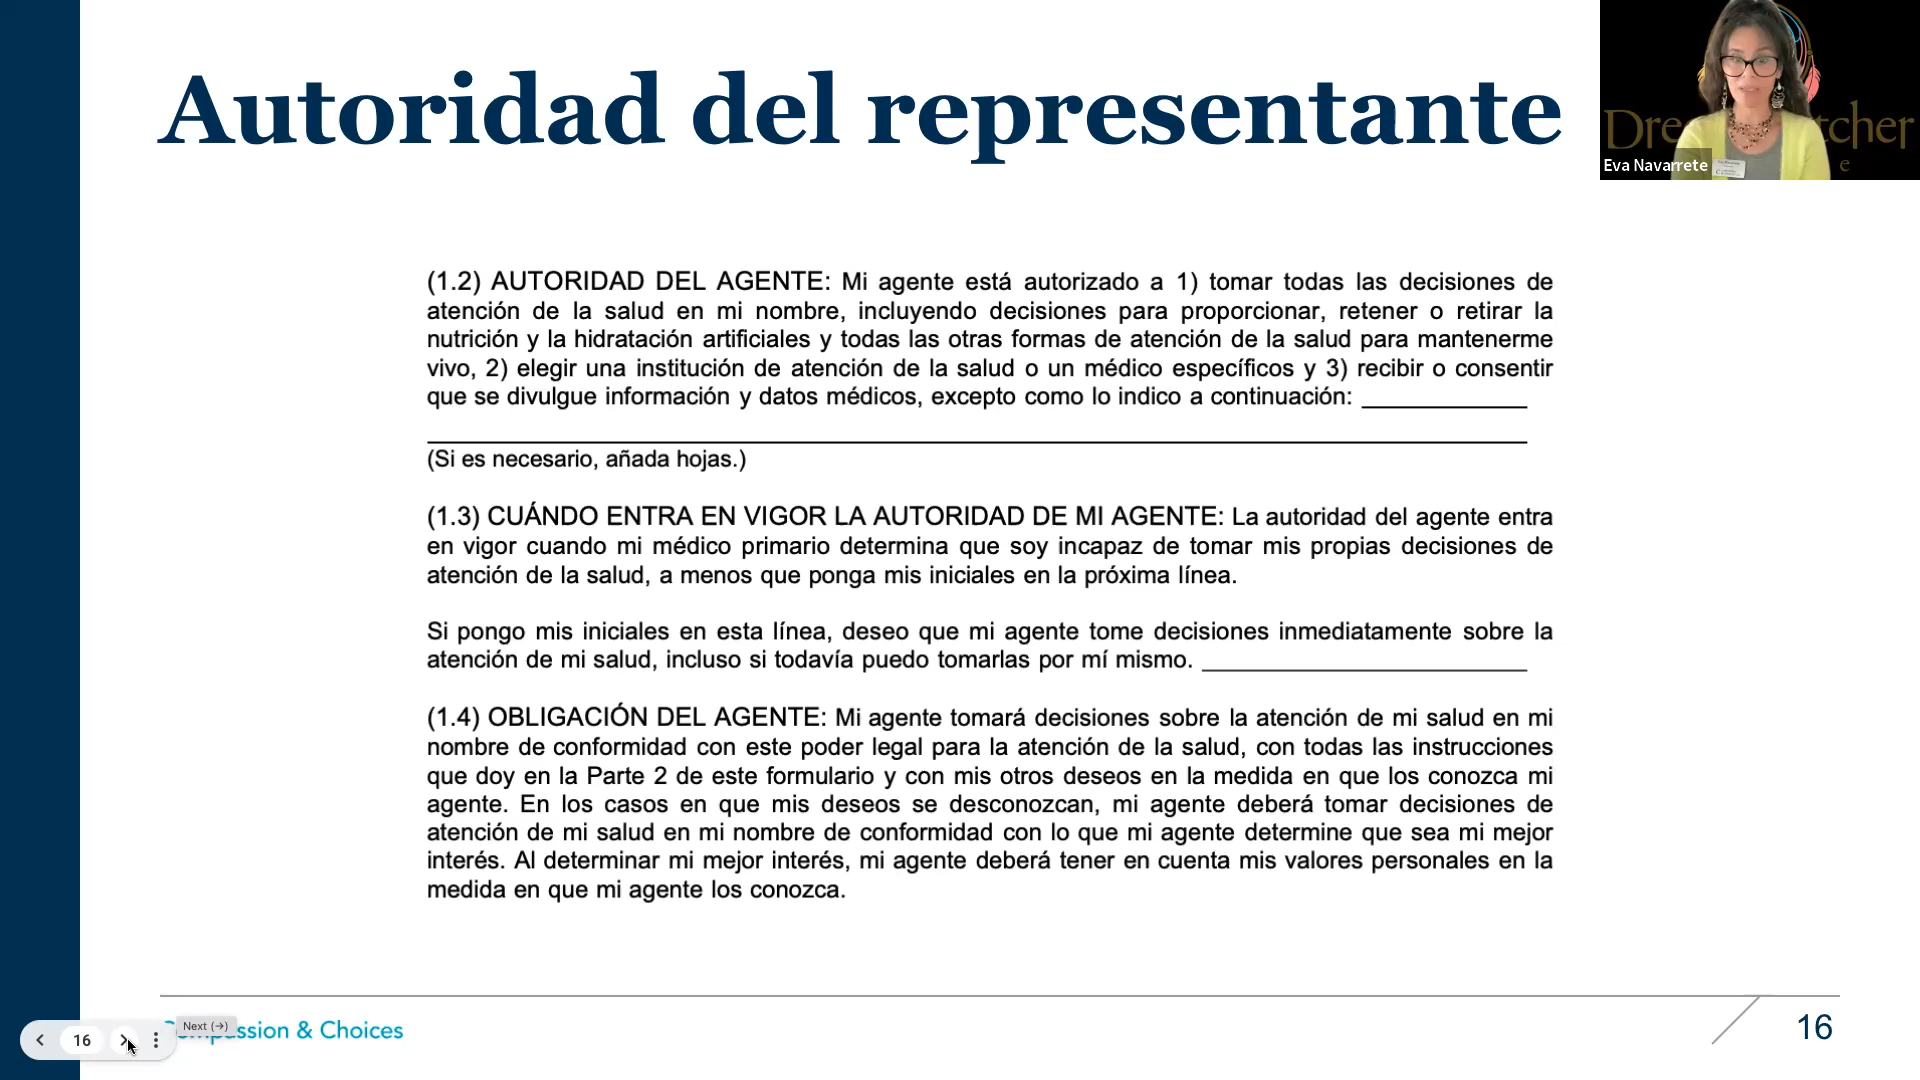 Autoridad del representante
Eva Navarrete
(1.2) AUTORIDAD DEL AGENTE: Mi agente está autorizado a 1) tomar todas las decisiones de
atención de la salud en mi nombre, incluyendo decisiones para proporcionar, retener o retirar la
nutrición y la hidratación artificiales y todas las otras formas de atención de la salud para mantenerme
vivo, 2) elegir una institución de atención de la salud o un médico específicos y 3) recibir o consentir
que se divulgue información y datos médicos, excepto como lo indico a continuación:
(Si es necesario, añada hojas.)
(1.3) CUÁNDO ENTRA EN VIGOR LA AUTORIDAD DE MI AGENTE: La autoridad del agente entra
en vigor cuando mi médico primario determina que soy incapaz de tomar mis propias decisiones de
atención de la salud, a menos que ponga mis iniciales en la próxima línea.
Si pongo mis iniciales en esta línea, deseo que mi agente tome decisiones inmediatamente sobre la
atención de mi salud, incluso si todavía puedo tomarlas por mí mismo.
(1.4) OBLIGACIÓN DEL AGENTE: Mi agente tomará decisiones sobre la atención de mi salud en mi
nombre de conformidad con este poder legal para la atención de la salud, con todas las instrucciones
que doy en la Parte 2 de este formulario y con mis otros deseos en la medida en que los conozca mi
agente. En los casos en que mis deseos se desconozcan, mi agente deberá tomar decisiones de
atención de mi salud en mi nombre de conformidad con lo que mi agente determine que sea mi mejor
interés. Al determinar mi mejor interés, mi agente deberá tener en cuenta mis valores personales en la
medida en que mi agente los conozca.
16
Next (→)
ssion & Choices
16